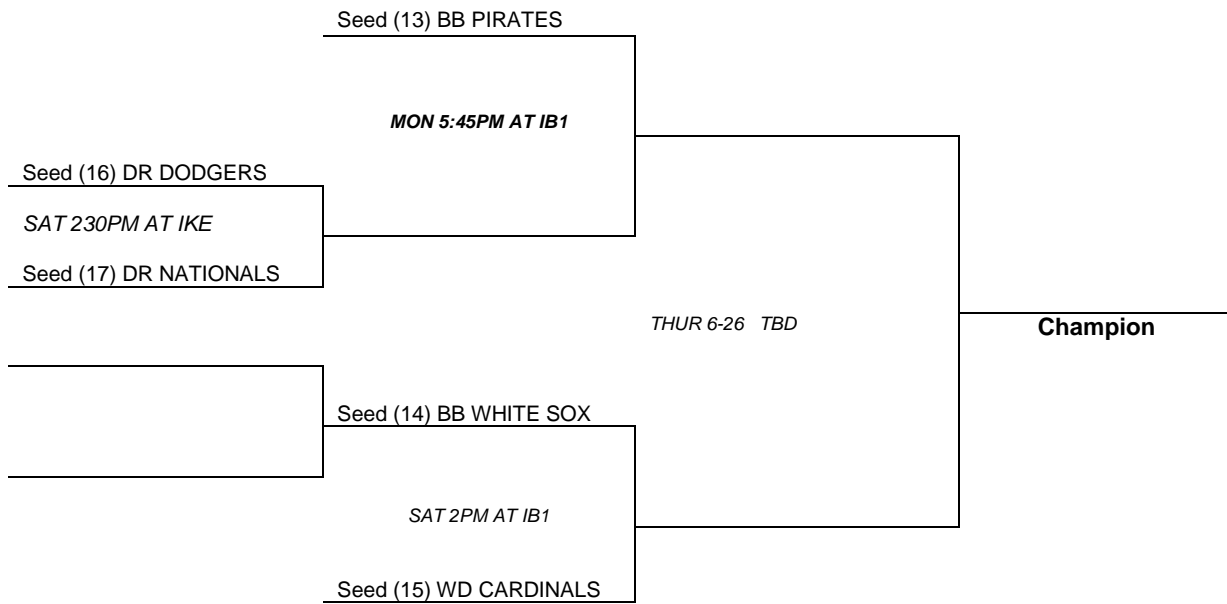 Seed (13) BB PIRATES
MON 5:45PM AT IB1
Seed (16) DR DODGERS
SAT 230PM AT IKE
Seed (17) DR NATIONALS
THUR 6-26 TBD
Champion
Seed (14) BB WHITE SOX
SAT 2PM AT IB1
Seed (15) WD CARDINALS